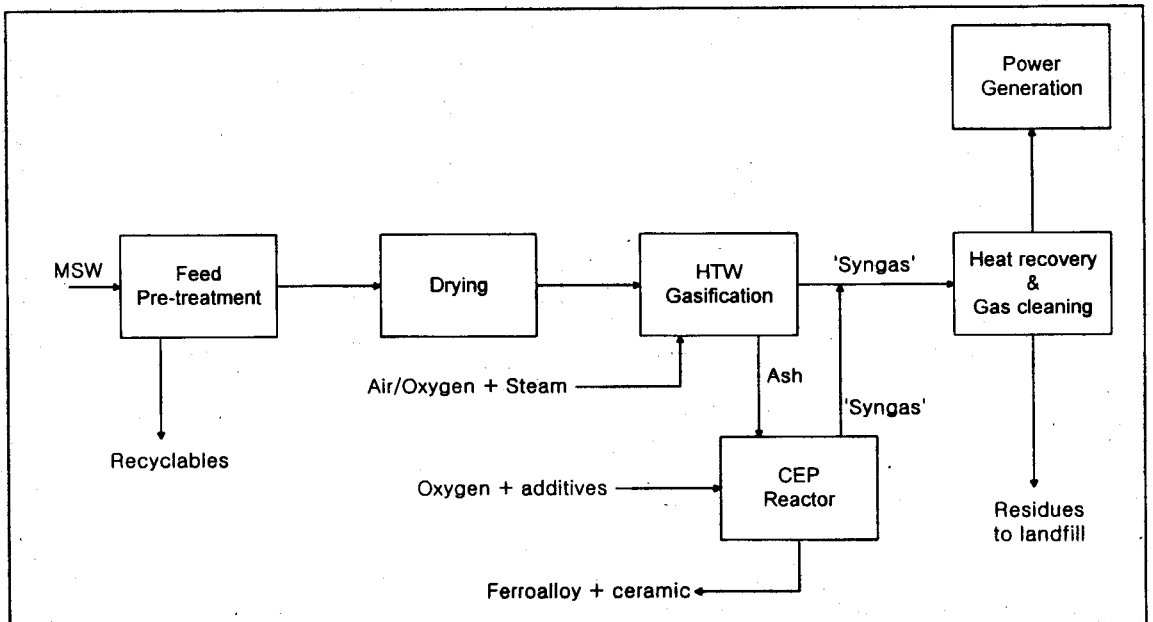 Power
Generation
MSW
Feed
Pre-treatment
Drying
HTW
Gasification
'Syngas'
Heat recovery
&
Gas cleaning
Air/Oxygen + Steam
Ash
'Syngas'
Recyclables
Oxygen + additives
CEP
Reactor
Residues
to landfill
Ferroalloy + ceramic